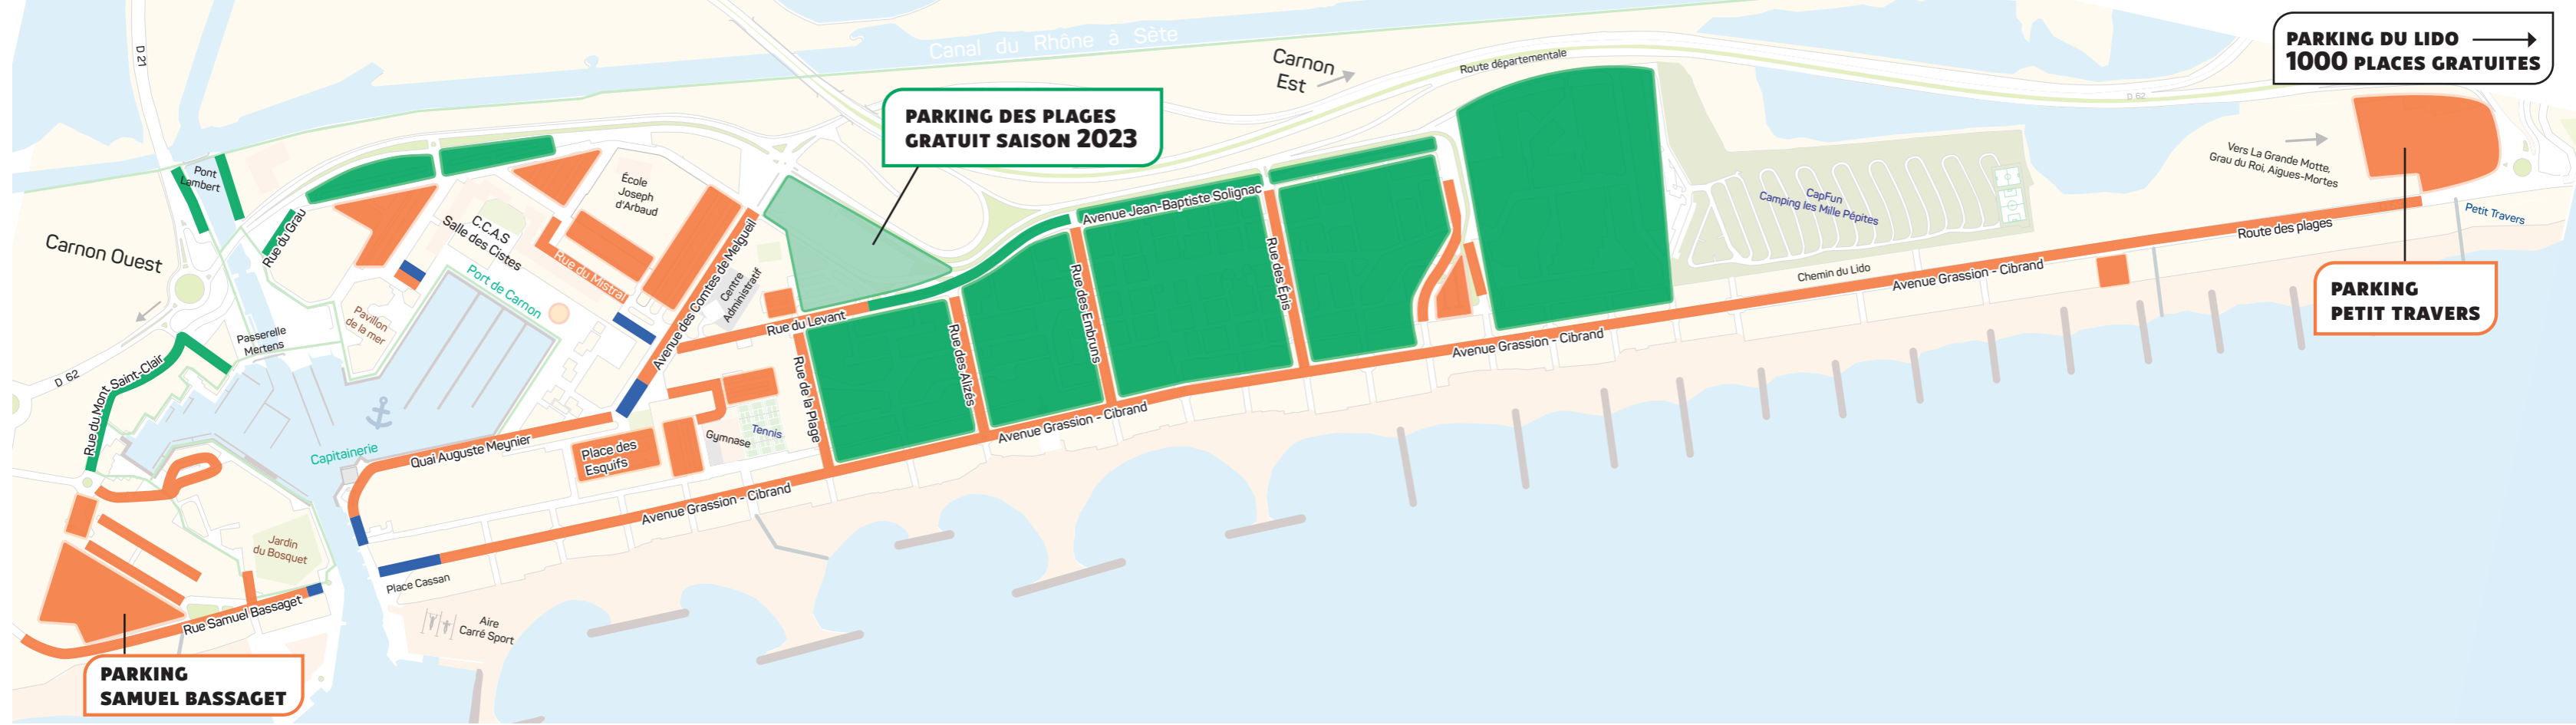 D 21
Canal du Rhône à Sète
Carnon
Est
Route départementale
PARKING DU LIDO
1000 PLACES GRATUITES
D 62
PARKING DES PLAGES
GRATUIT SAISON 2023
Pont
Lambert
École
Joseph
d'Arbaud
Vers La Grande Motte,
Grau du Roi, Aigues-Mortes
CapFun
Camping les Mille Pépites
Avenue Jean-Baptiste Solignac
Petit Travers
Route des plages
Rue du Grau
C.C.A.S
Salle des Cistes
Carnon Ouest
Rue du Mistral
Port de Carnon
Avenue des Comtes de Melgueil
Centre
Administratif
Rue des Embruns
Rue des Épis
Chemin du Lido
Avenue Grassion - Cibrand
PARKING
PETIT TRAVERS
Pavillon
de la mer
Passerelle
Mertens
Rue du Levant
Rue de la Plage
Rue des Alizés
Avenue Grassion - Cibrand
D 62
Rue du Mont Saint-Clair
Avenue Grassion - Cibrand
Tennis
Gymnase
Place des
Esquifs
Quai Auguste Meunier
Capitainerie
Avenue Grassion - Cibrand
Jardin
du Bosquet
Place Cassan
Rue Samuel Bassaget
Aire
Carré Sport
PARKING
SAMUEL BASSAGET